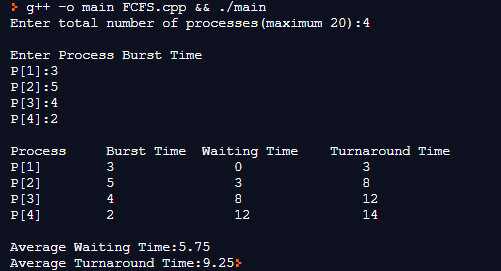 g++ -o main FCFS.cpp && ./main
Enter total number of processes(maximum 20):4
Enter Process Burst Time
P[1]:3
P[2]:5
P[3]:4
P[4]:2
Process Burst Time Waiting Time Turnaround Time
P[1] 3 0 3
P[2] 5 3 8
P[3] 4 8 12
P[4] 2 12 14
Average Waiting Time:5.75
Average Turnaround Time:9.25